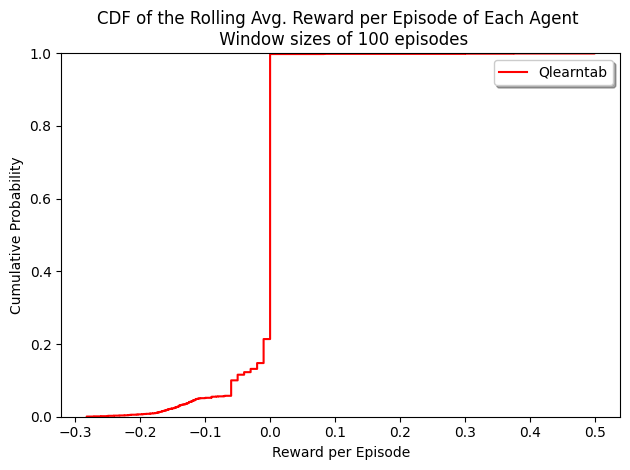 CDF of the Rolling Avg. Reward per Episode of Each Agent
Window sizes of 100 episodes
Qlearntab
Cumulative Probability
1.0
0.8
0.6
0.4
0.2
0.0
−0.3 −0.2 −0.1 0.0 0.1 0.2 0.3 0.4 0.5
Reward per Episode